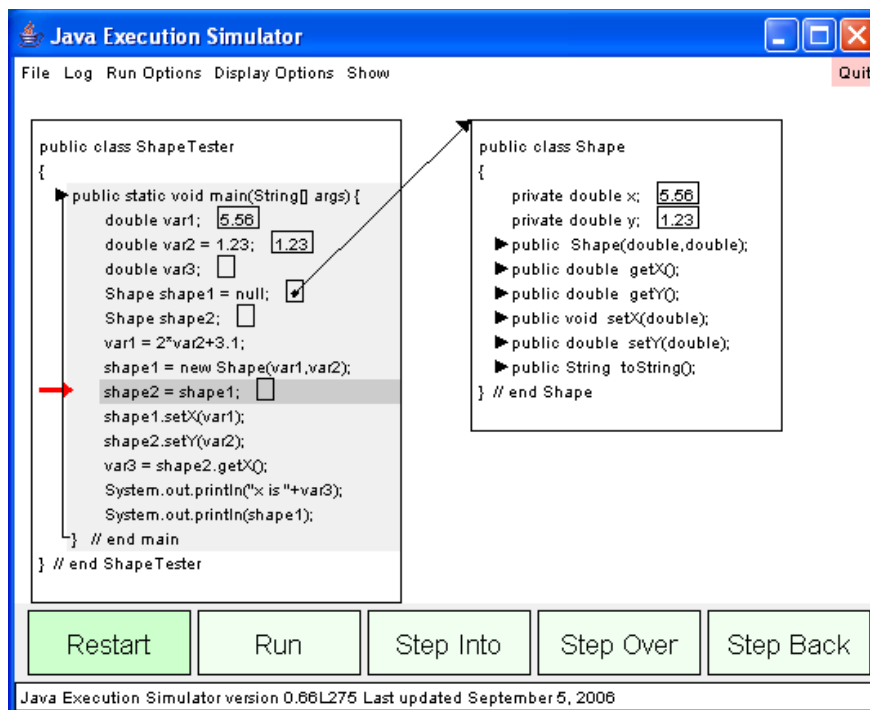 Java Execution Simulator
File Log Run Options Display Options Show Quit
public class ShapeTester
{
public static void main(String[] args) {
double var1; 5.56
double var2 = 1.23; 1.23
double var3;
Shape shape1 = null;
Shape shape2;
var1 = 2*var2+3.1;
shape1 = new Shape(var1,var2);
shape2 = shape1;
shape1.setX(var1);
shape2.setY(var2);
var3 = shape2.getX();
System.out.println("x is "+var3);
System.out.println(shape1);
} // end main
} // end ShapeTester
public class Shape
{
private double x; 5.56
private double y; 1.23
public Shape(double,double);
public double getX();
public double getY();
public void setX(double);
public double setY(double);
public String toString();
} // end Shape
Restart Run Step Into Step Over Step Back
Java Execution Simulator version 0.66L275 Last updated September 5, 2006